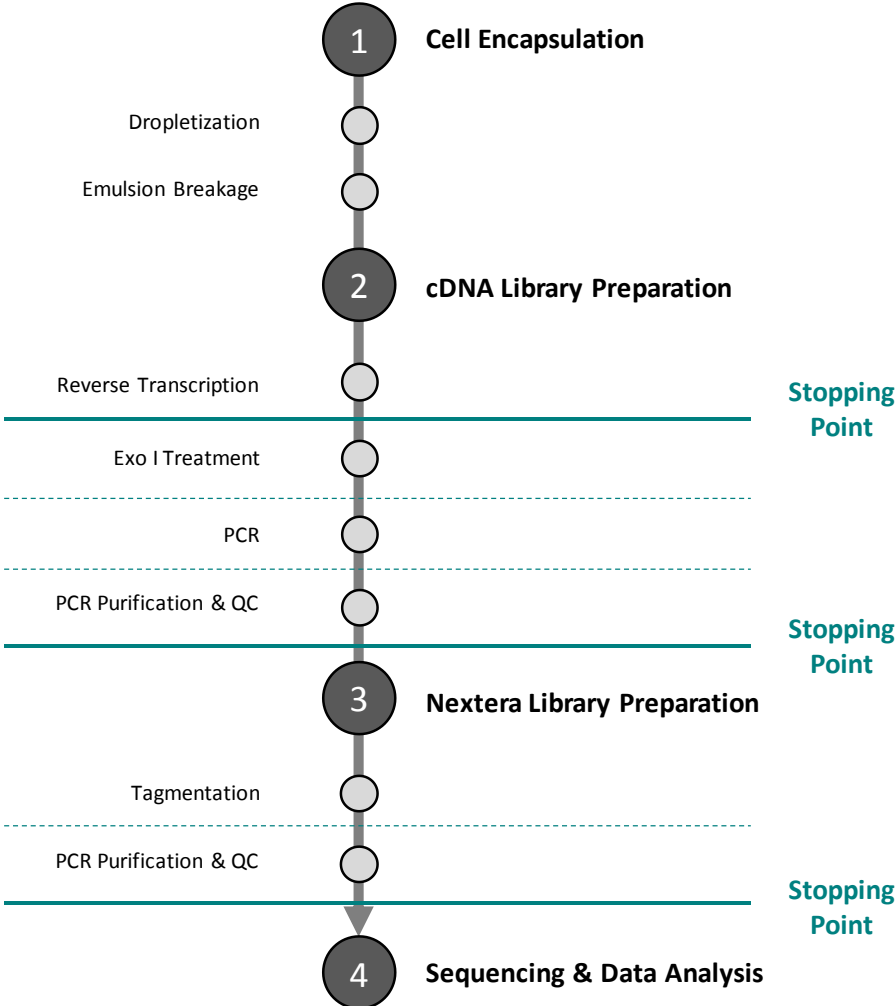 1
Cell Encapsulation
Dropletization
Emulsion Breakage
2
cDNA Library Preparation
Reverse Transcription
Stopping
Point
Exo I Treatment
PCR
PCR Purification & QC
Stopping
Point
3
Nextera Library Preparation
Tagmentation
PCR Purification & QC
Stopping
Point
4
Sequencing & Data Analysis